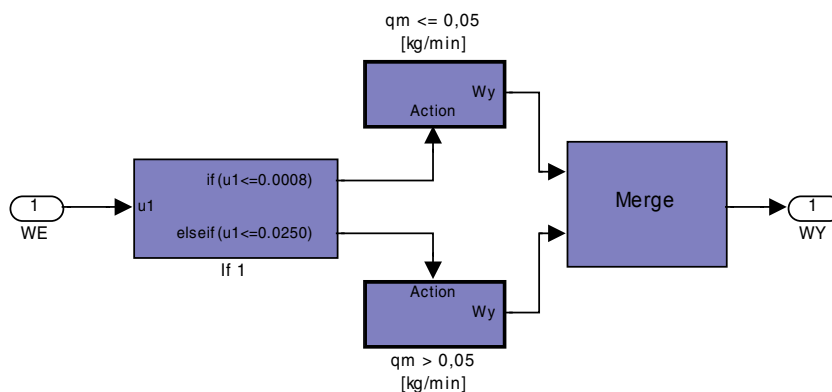 qm <= 0,05
[kg/min]
Wy
Action
if(u1<=0.0008)
u1
elseif(u1<=0.0250)
If 1
1
WE
Merge
1
WY
Action
Wy
qm > 0,05
[kg/min]